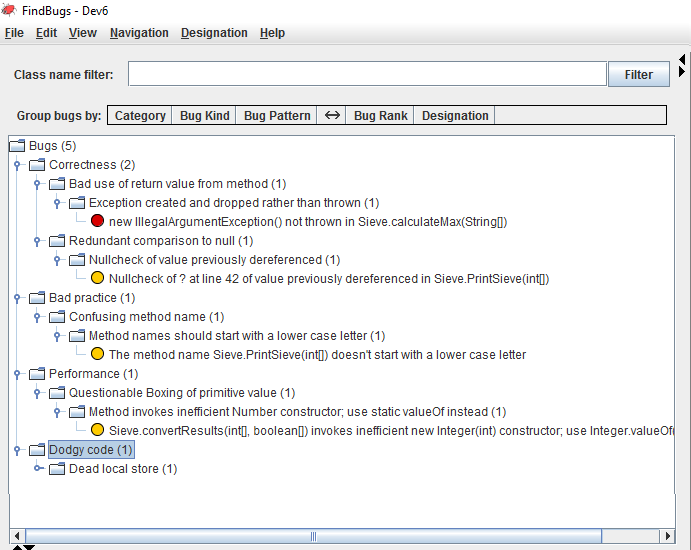 FindBugs - Dev6
File Edit View Navigation Designation Help
Class name filter: Filter
Group bugs by: Category Bug Kind Bug Pattern ↔ Bug Rank Designation
Bugs (5)
Correctness (2)
Bad use of return value from method (1)
Exception created and dropped rather than thrown (1)
new IllegalArgumentException() not thrown in Sieve.calculateMax(String[])
Redundant comparison to null (1)
Nullcheck of value previously dereferenced (1)
Nullcheck of ? at line 42 of value previously dereferenced in Sieve.PrintSieve(int[])
Bad practice (1)
Confusing method name (1)
Method names should start with a lower case letter (1)
The method name Sieve.PrintSieve(int[]) doesn't start with a lower case letter
Performance (1)
Questionable Boxing of primitive value (1)
Method invokes inefficient Number constructor; use static valueOf instead (1)
Sieve.convertResults(int[], boolean[]) invokes inefficient new Integer(int) constructor; use Integer.valueOf(
Dodgy code (1)
Dead local store (1)